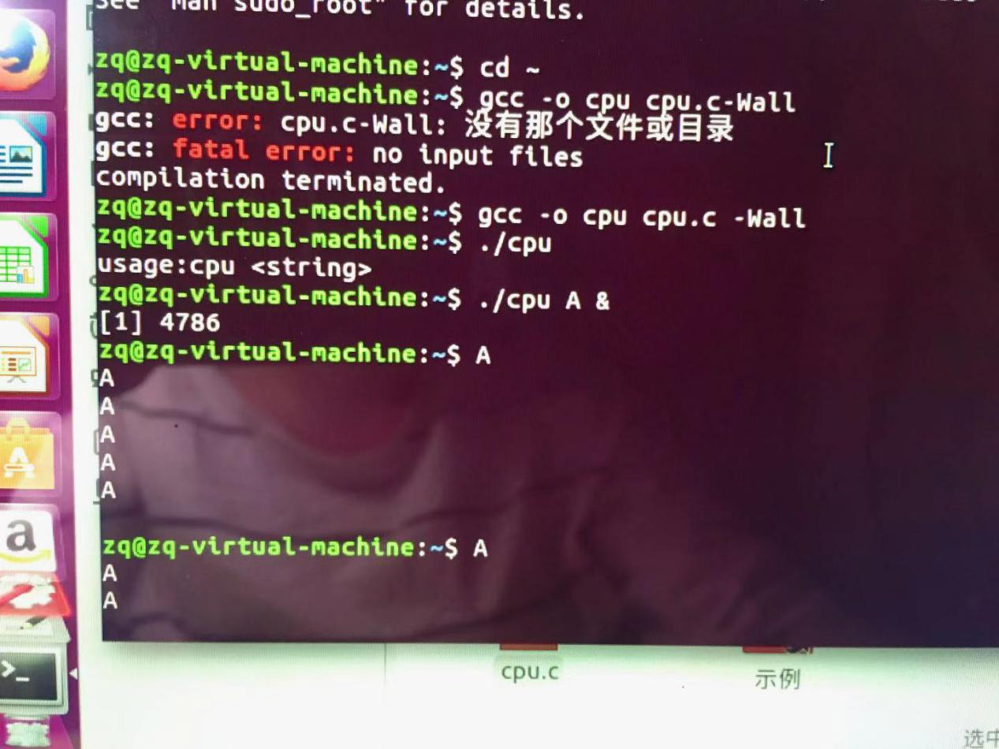 see "man sudo_root" for details.
zq@zq-virtual-machine:~$ cd ~
zq@zq-virtual-machine:~$ gcc -o cpu cpu.c-Wall
gcc: error: cpu.c-Wall: 没有那个文件或目录
gcc: fatal error: no input files
compilation terminated.
zq@zq-virtual-machine:~$ gcc -o cpu cpu.c -Wall
zq@zq-virtual-machine:~$ ./cpu
usage:cpu <string>
zq@zq-virtual-machine:~$ ./cpu A &
[1] 4786
zq@zq-virtual-machine:~$ A
A
A
A
A
A
zq@zq-virtual-machine:~$ A
A
A
cpu.c
示例
选中